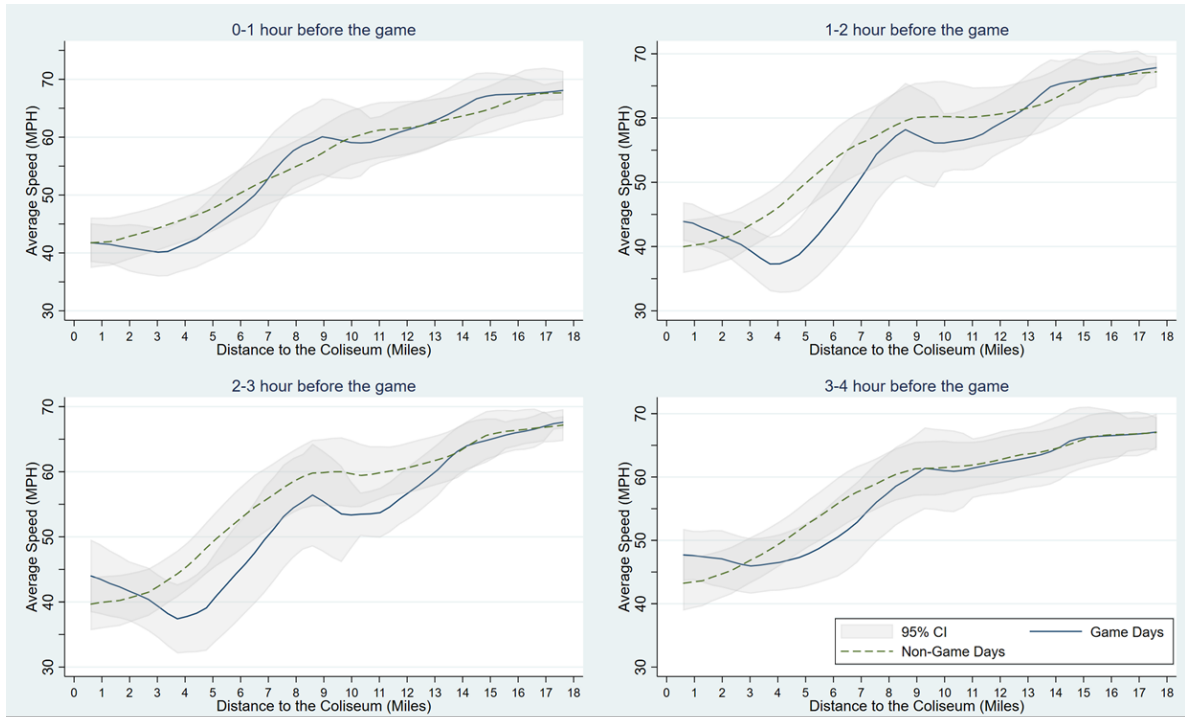 0-1 hour before the game
Average Speed (MPH)
70
60
50
40
30
0 1 2 3 4 5 6 7 8 9 10 11 12 13 14 15 16 17 18
Distance to the Coliseum (Miles)
1-2 hour before the game
Average Speed (MPH)
70
60
50
40
30
0 1 2 3 4 5 6 7 8 9 10 11 12 13 14 15 16 17 18
Distance to the Coliseum (Miles)
2-3 hour before the game
Average Speed (MPH)
70
60
50
40
30
0 1 2 3 4 5 6 7 8 9 10 11 12 13 14 15 16 17 18
Distance to the Coliseum (Miles)
3-4 hour before the game
Average Speed (MPH)
70
60
50
40
30
95% CI Game Days
Non-Game Days
0 1 2 3 4 5 6 7 8 9 10 11 12 13 14 15 16 17 18
Distance to the Coliseum (Miles)